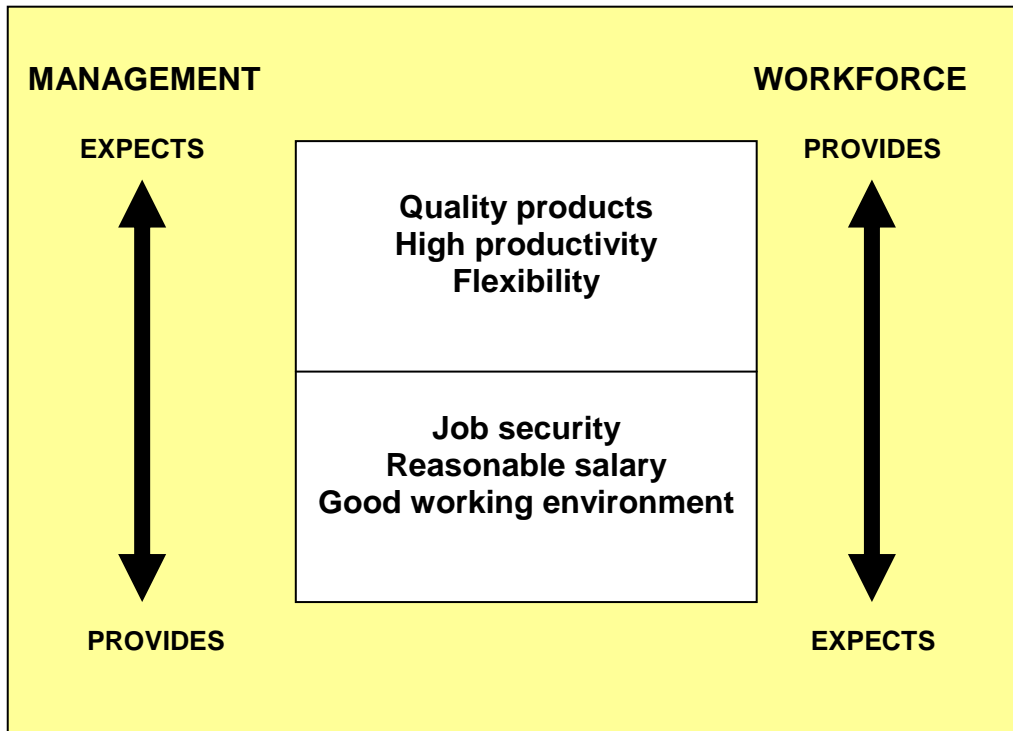 MANAGEMENT
WORKFORCE
EXPECTS
PROVIDES
Quality products
High productivity
Flexibility
Job security
Reasonable salary
Good working environment
PROVIDES
EXPECTS